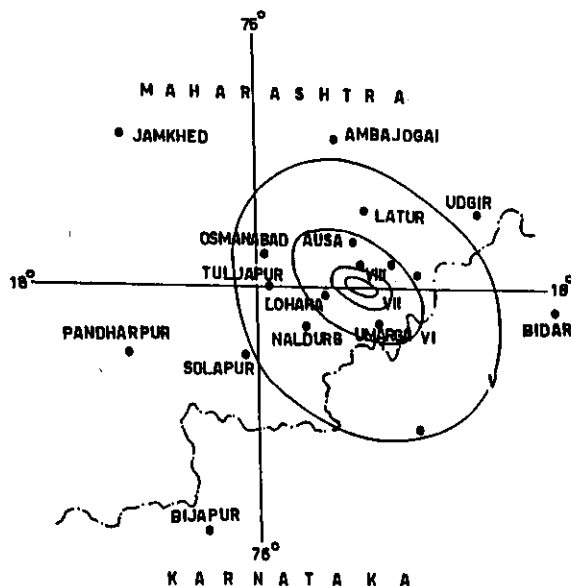 76°
MAHARASHTRA
JAMKHED
AMBAJOGAI
UDGIR
LATUR
AUSA
OSMANABAD
VIII
18° TULJAPUR 18°
LOHARA VII
BIDAR
PANDHARPUR NALDURG UMARGA VI
SOLAPUR
V
BIJAPUR
76°
KARNATAKA